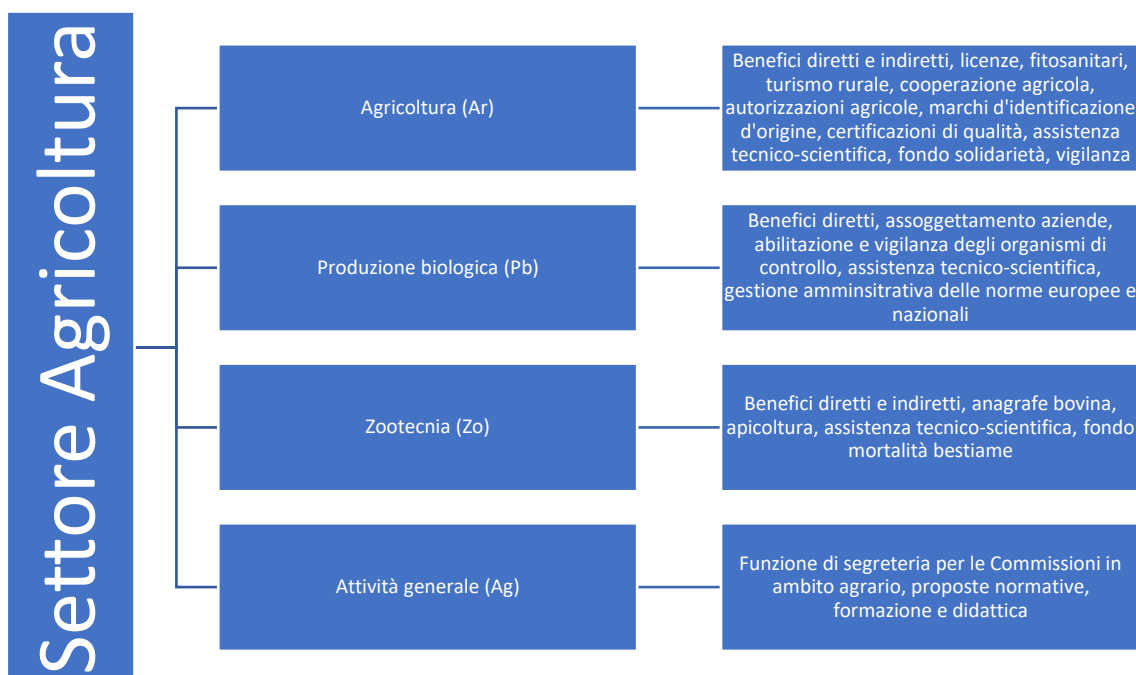 Settore Agricoltura
Agricoltura (Ar)
Benefici diretti e indiretti, licenze, fitosanitari,
turismo rurale, cooperazione agricola,
autorizzazioni agricole, marchi d'identificazione
d'origine, certificazioni di qualità, assistenza
tecnico-scientifica, fondo solidarietà, vigilanza
Produzione biologica (Pb)
Benefici diretti, assoggettamento aziende,
abilitazione e vigilanza degli organismi di
controllo, assistenza tecnico-scientifica,
gestione amminsitrativa delle norme europee e
nazionali
Zootecnia (Zo)
Benefici diretti e indiretti, anagrafe bovina,
apicoltura, assistenza tecnico-scientifica, fondo
mortalità bestiame
Attività generale (Ag)
Funzione di segreteria per le Commissioni in
ambito agrario, proposte normative,
formazione e didattica